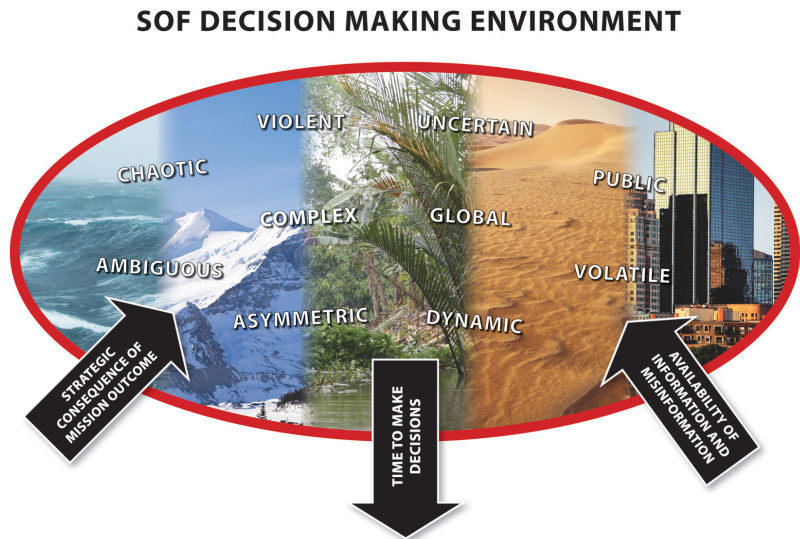 SOF DECISION MAKING ENVIRONMENT
VIOLENT
UNCERTAIN
CHAOTIC
PUBLIC
COMPLEX
GLOBAL
AMBIGUOUS
VOLATILE
ASYMMETRIC
DYNAMIC
STRATEGIC
CONSEQUENCE OF
MISSION OUTCOME
TIME TO MAKE
DECISIONS
AVAILABILITY OF
INFORMATION AND
MISINFORMATION